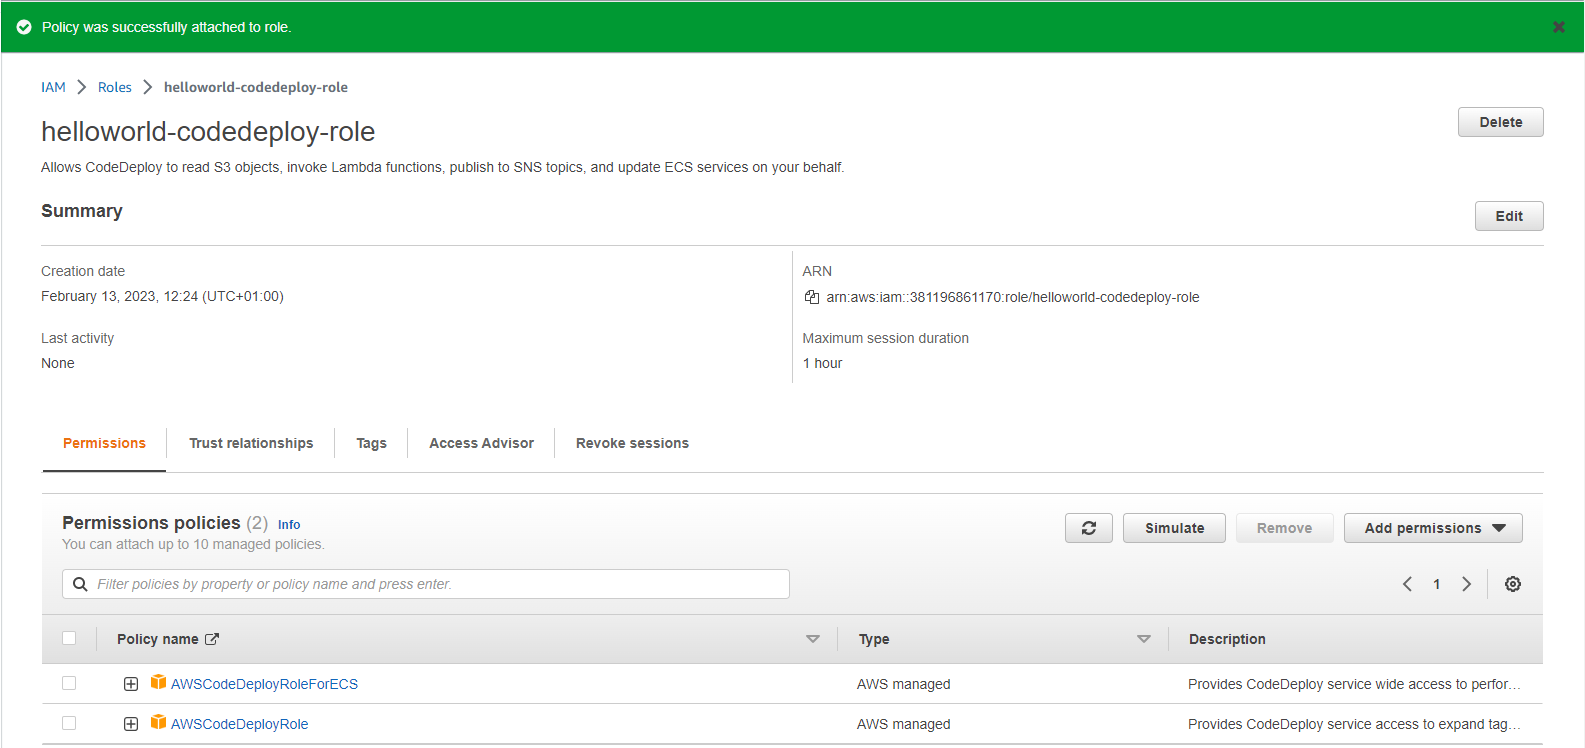 Policy was successfully attached to role.
IAM > Roles > helloworld-codedeploy-role
helloworld-codedeploy-role
Delete
Allows CodeDeploy to read S3 objects, invoke Lambda functions, publish to SNS topics, and update ECS services on your behalf.
Summary
Edit
Creation date
February 13, 2023, 12:24 (UTC+01:00)
ARN
arn:aws:iam::381196861170:role/helloworld-codedeploy-role
Last activity
None
Maximum session duration
1 hour
Permissions Trust relationships Tags Access Advisor Revoke sessions
Permissions policies (2) Info
You can attach up to 10 managed policies.
Simulate Remove Add permissions
Filter policies by property or policy name and press enter.
1
Policy name Type Description
AWSCodeDeployRoleForECS AWS managed Provides CodeDeploy service wide access to perfor…
AWSCodeDeployRole AWS managed Provides CodeDeploy service access to expand tag…